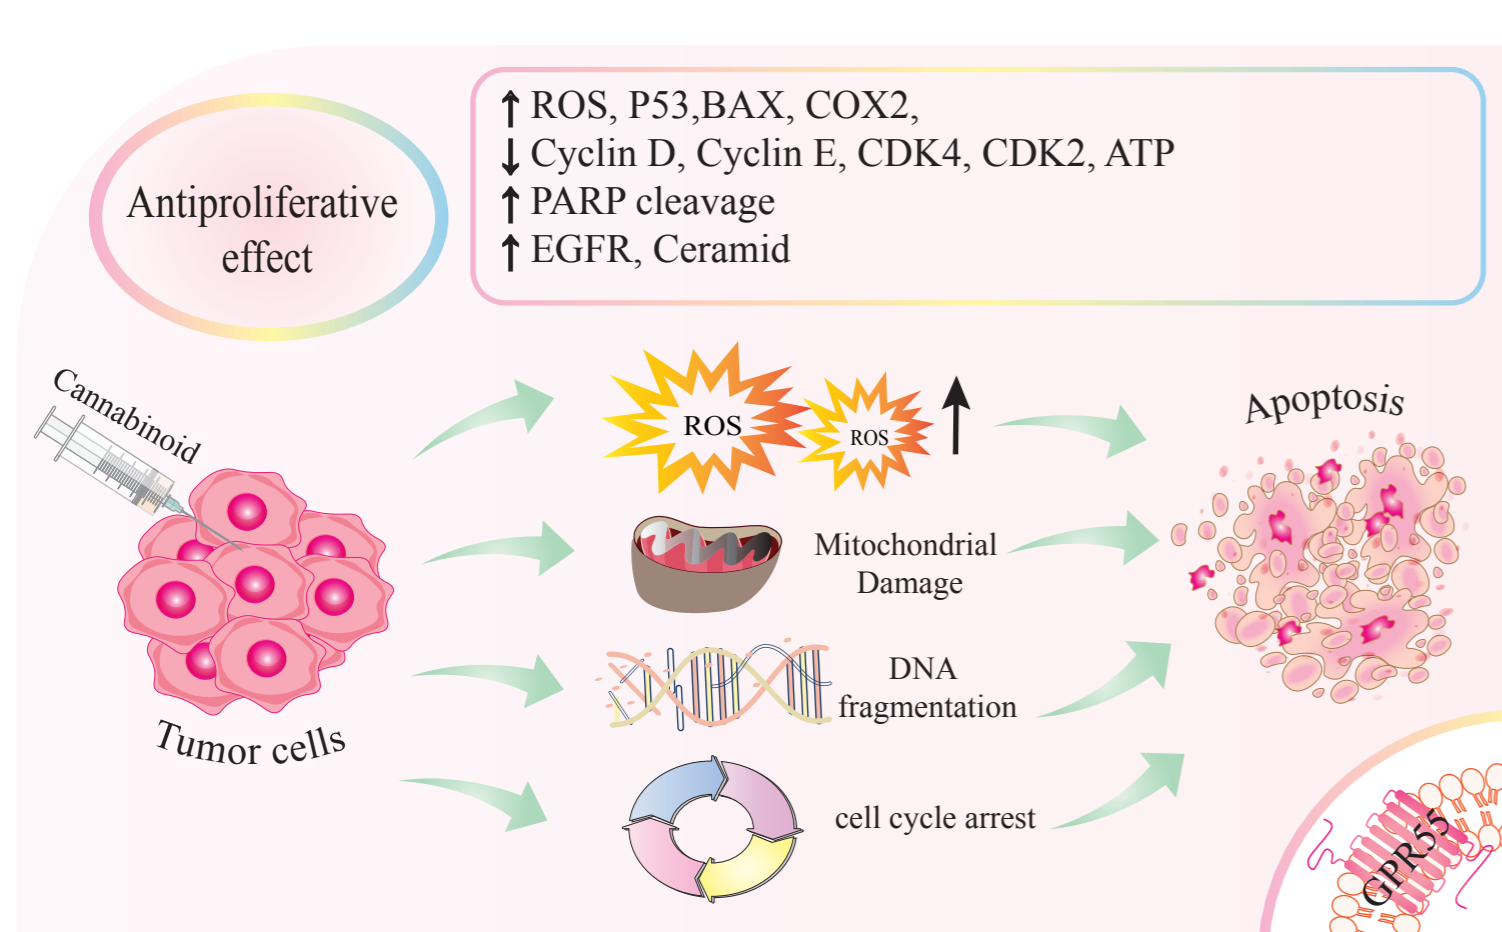 Antiproliferative
effect
↑ ROS, P53,BAX, COX2,
↓ Cyclin D, Cyclin E, CDK4, CDK2, ATP
↑ PARP cleavage
↑ EGFR, Ceramid
Cannabinoid
Tumor cells
ROS
ROS
Mitochondrial
Damage
DNA
fragmentation
cell cycle arrest
Apoptosis
GPR55